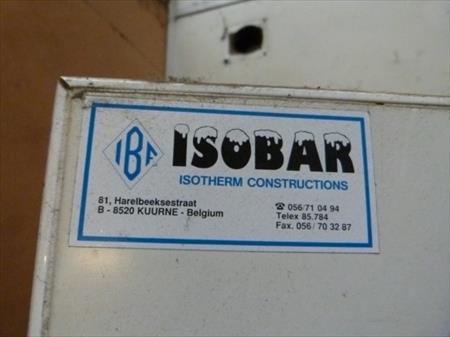 IBF ISOBAR
ISOTHERM CONSTRUCTIONS
81, Harelbeeksestraat
B - 8520 KUURNE - Belgium
☎ 056/71 04 94
Telex 85.784
Fax. 056/ 70 32 87